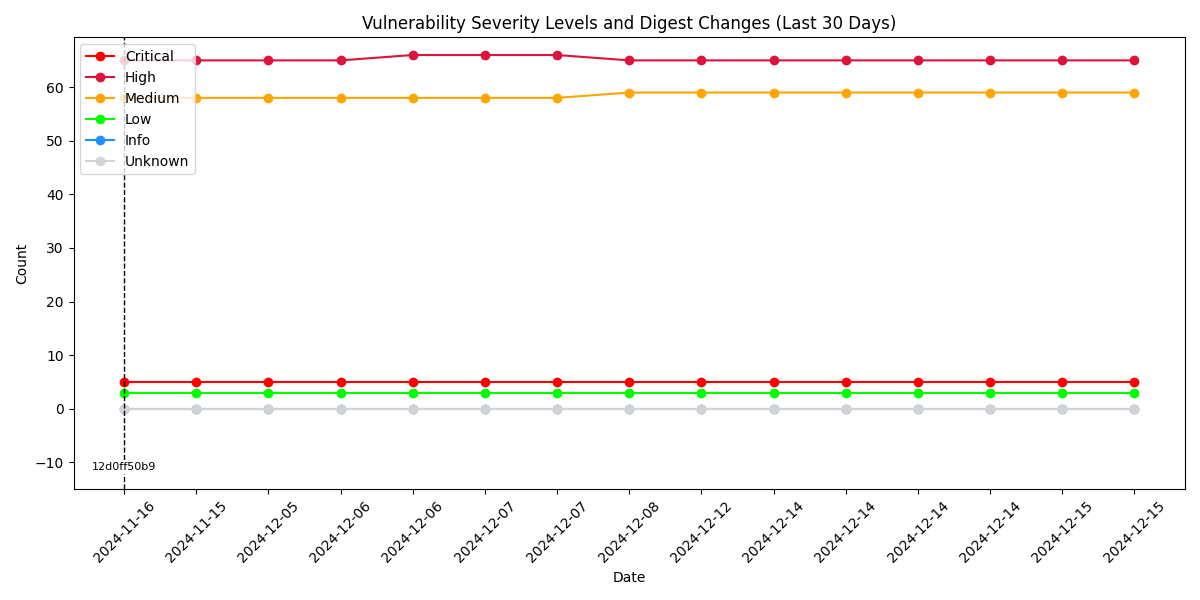 Vulnerability Severity Levels and Digest Changes (Last 30 Days)
Critical
High
Medium
Low
Info
Unknown
60
50
40
30
20
10
0
−10
Count
12d0ff50b9
2024-11-16
2024-11-15
2024-12-05
2024-12-06
2024-12-06
2024-12-07
2024-12-07
2024-12-08
2024-12-12
2024-12-14
2024-12-14
2024-12-14
2024-12-14
2024-12-15
2024-12-15
Date